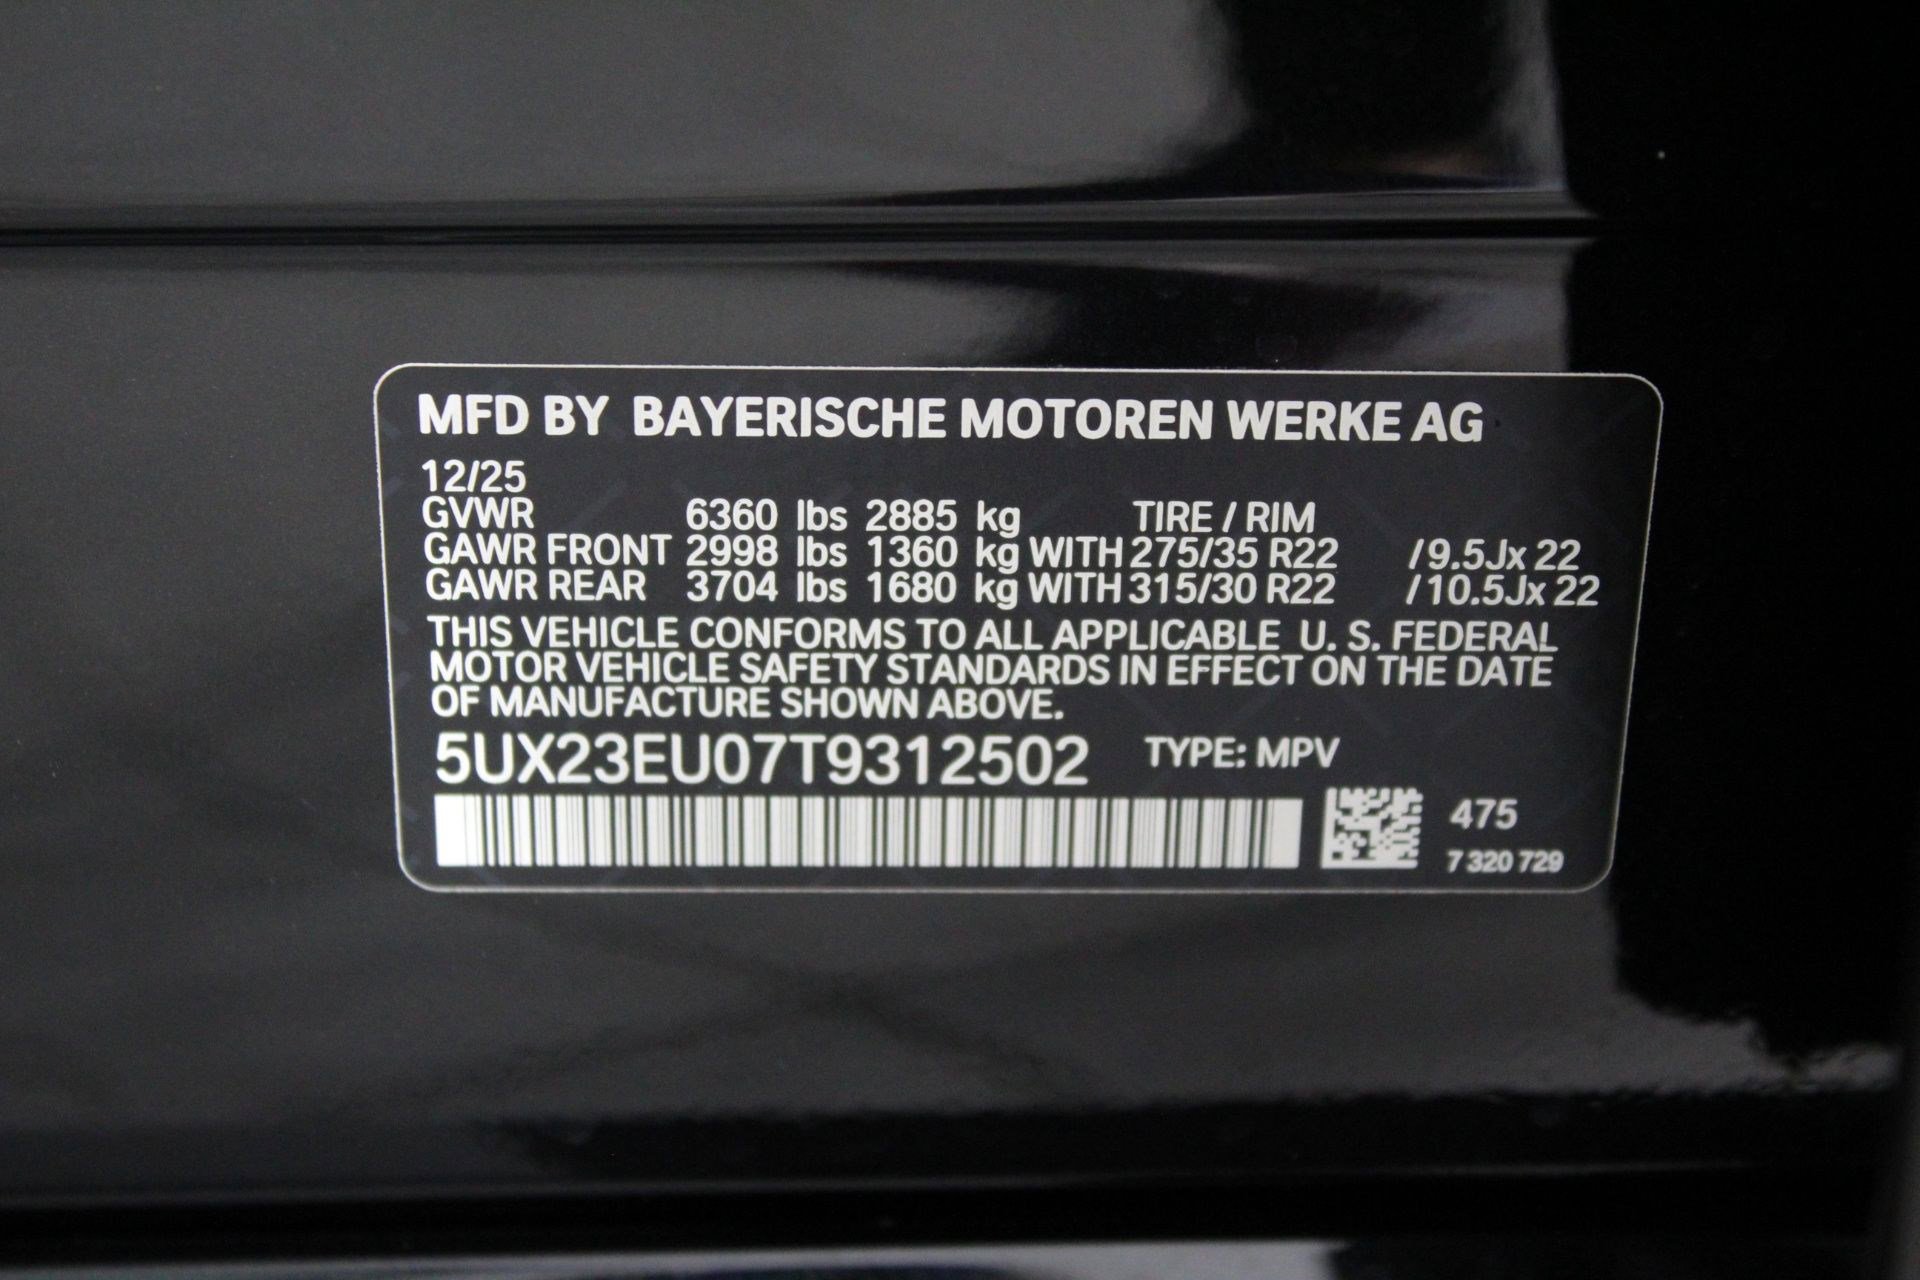 MFD BY BAYERISCHE MOTOREN WERKE AG
12/25
GVWR 6360 lbs 2885 kg TIRE / RIM
GAWR FRONT 2998 lbs 1360 kg WITH 275/35 R22 /9.5Jx 22
GAWR REAR 3704 lbs 1680 kg WITH 315/30 R22 /10.5Jx 22
THIS VEHICLE CONFORMS TO ALL APPLICABLE U. S. FEDERAL
MOTOR VEHICLE SAFETY STANDARDS IN EFFECT ON THE DATE
OF MANUFACTURE SHOWN ABOVE.
5UX23EU07T9312502 TYPE: MPV
475
7 320 729